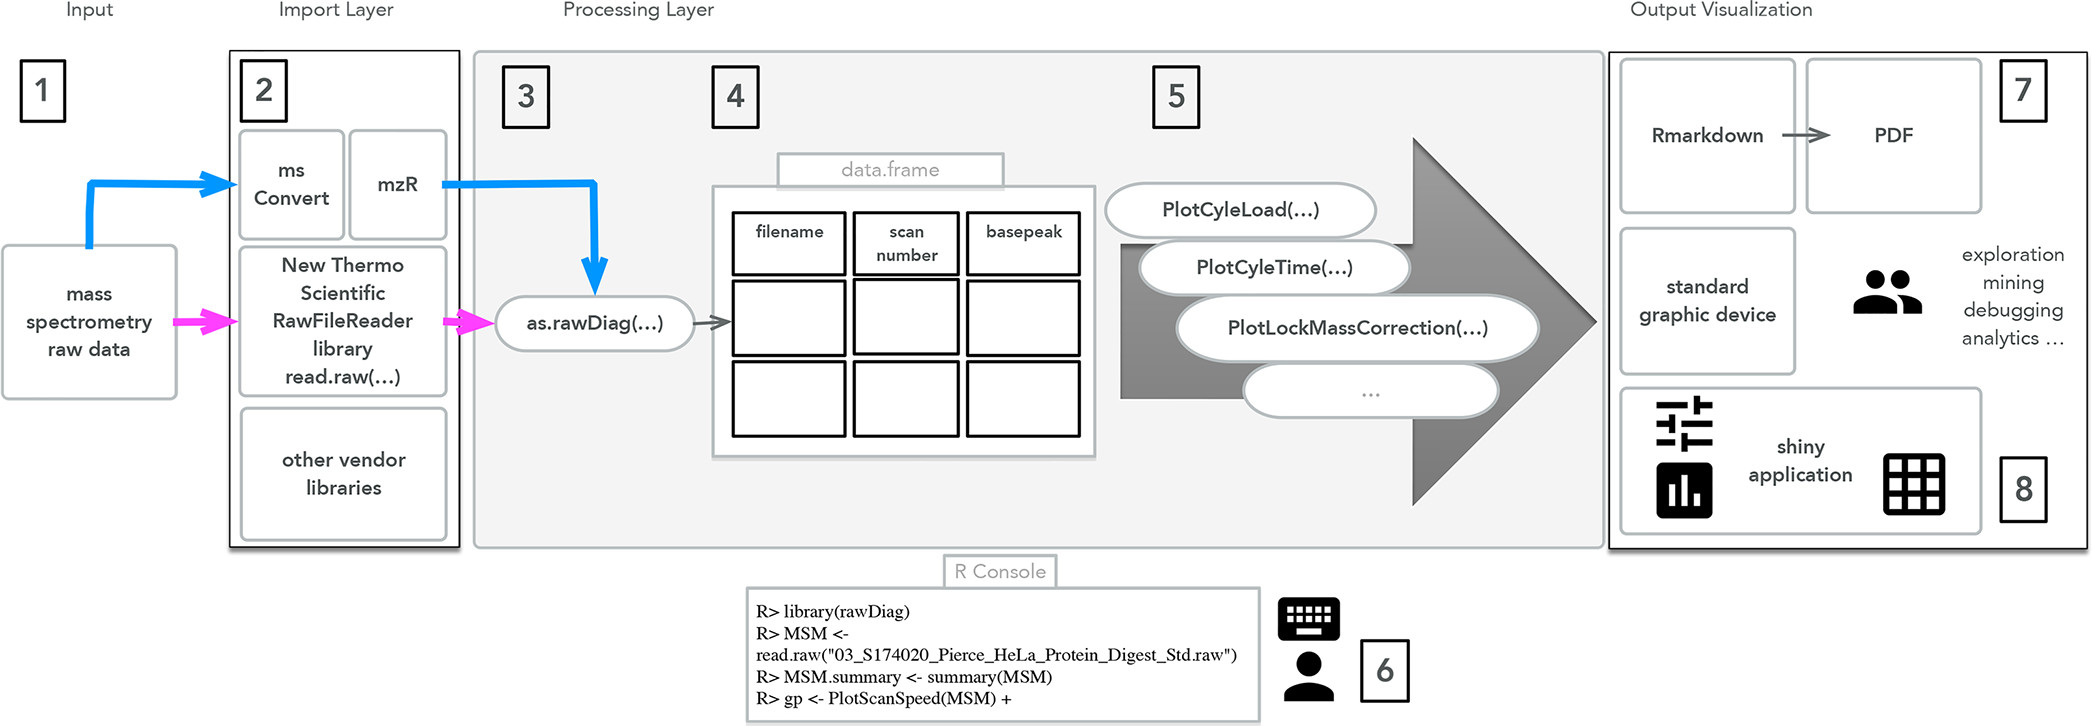 Input
Import Layer
Processing Layer
Output Visualization
1
2
3
4
5
7
ms
Convert
mzR
mass
spectrometry
raw data
New Thermo
Scientific
RawFileReader
library
read.raw(...)
other vendor
libraries
as.rawDiag(...)
data.frame
filename
scan
number
basepeak
PlotCyleLoad(...)
PlotCyleTime(...)
PlotLockMassCorrection(...)
...
Rmarkdown
PDF
standard
graphic device
exploration
mining
debugging
analytics ...
shiny
application
8
R Console
R> library(rawDiag)
R> MSM <-
read.raw("03_S174020_Pierce_HeLa_Protein_Digest_Std.raw")
R> MSM.summary <- summary(MSM)
R> gp <- PlotScanSpeed(MSM) +
6